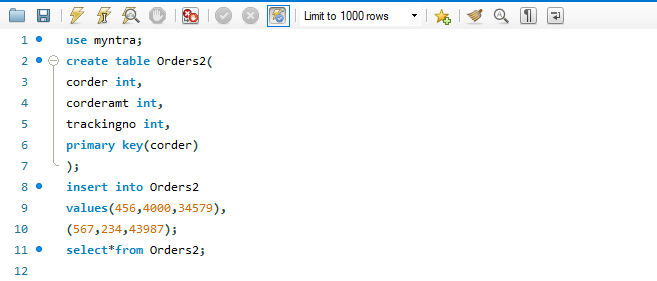 Limit to 1000 rows
1 use myntra;
2 create table Orders2(
3 corder int,
4 corderamt int,
5 trackingno int,
6 primary key(corder)
7 );
8 insert into Orders2
9 values(456,4000,34579),
10 (567,234,43987);
11 select*from Orders2;
12